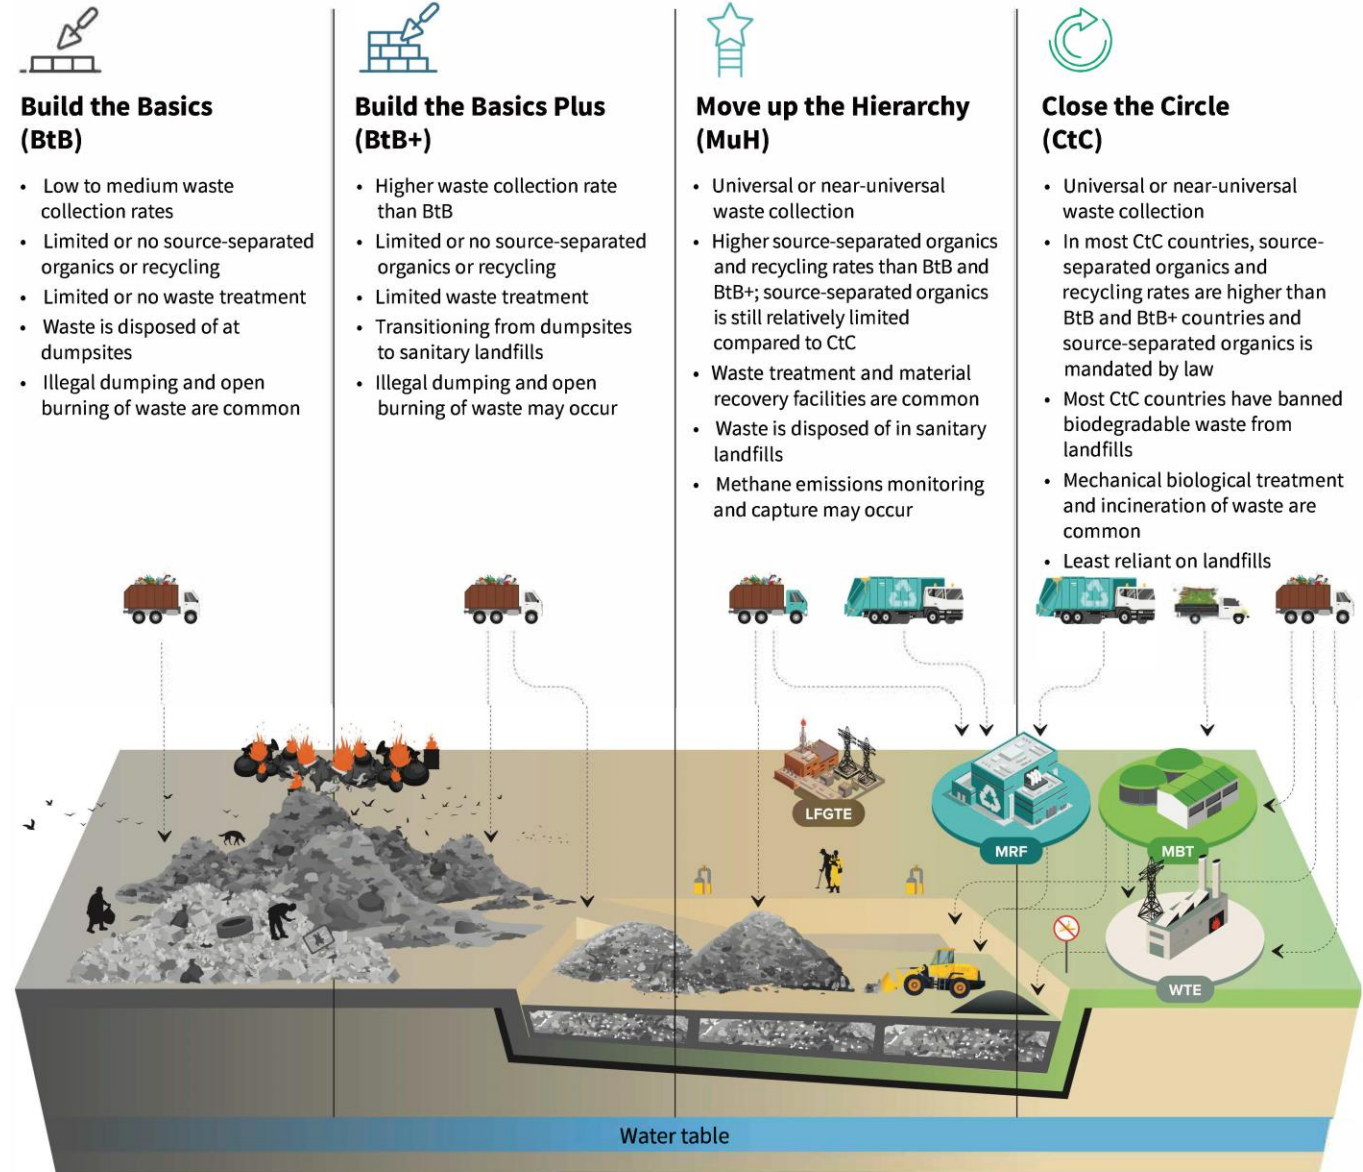 Build the Basics
(BtB)
• Low to medium waste
collection rates
• Limited or no source-separated
organics or recycling
• Limited or no waste treatment
• Waste is disposed of at
dumpsites
• Illegal dumping and open
burning of waste are common
Build the Basics Plus
(BtB+)
• Higher waste collection rate
than BtB
• Limited or no source-separated
organics or recycling
• Limited waste treatment
• Transitioning from dumpsites
to sanitary landfills
• Illegal dumping and open
burning of waste may occur
Move up the Hierarchy
(MuH)
• Universal or near-universal
waste collection
• Higher source-separated organics
and recycling rates than BtB and
BtB+; source-separated organics
is still relatively limited
compared to CtC
• Waste treatment and material
recovery facilities are common
• Waste is disposed of in sanitary
landfills
• Methane emissions monitoring
and capture may occur
Close the Circle
(CtC)
• Universal or near-universal
waste collection
• In most CtC countries, source-
separated organics and
recycling rates are higher than
BtB and BtB+ countries and
source-separated organics is
mandated by law
• Most CtC countries have banned
biodegradable waste from
landfills
• Mechanical biological treatment
and incineration of waste are
common
• Least reliant on landfills
LFGTE
MRF
MBT
WTE
Water table